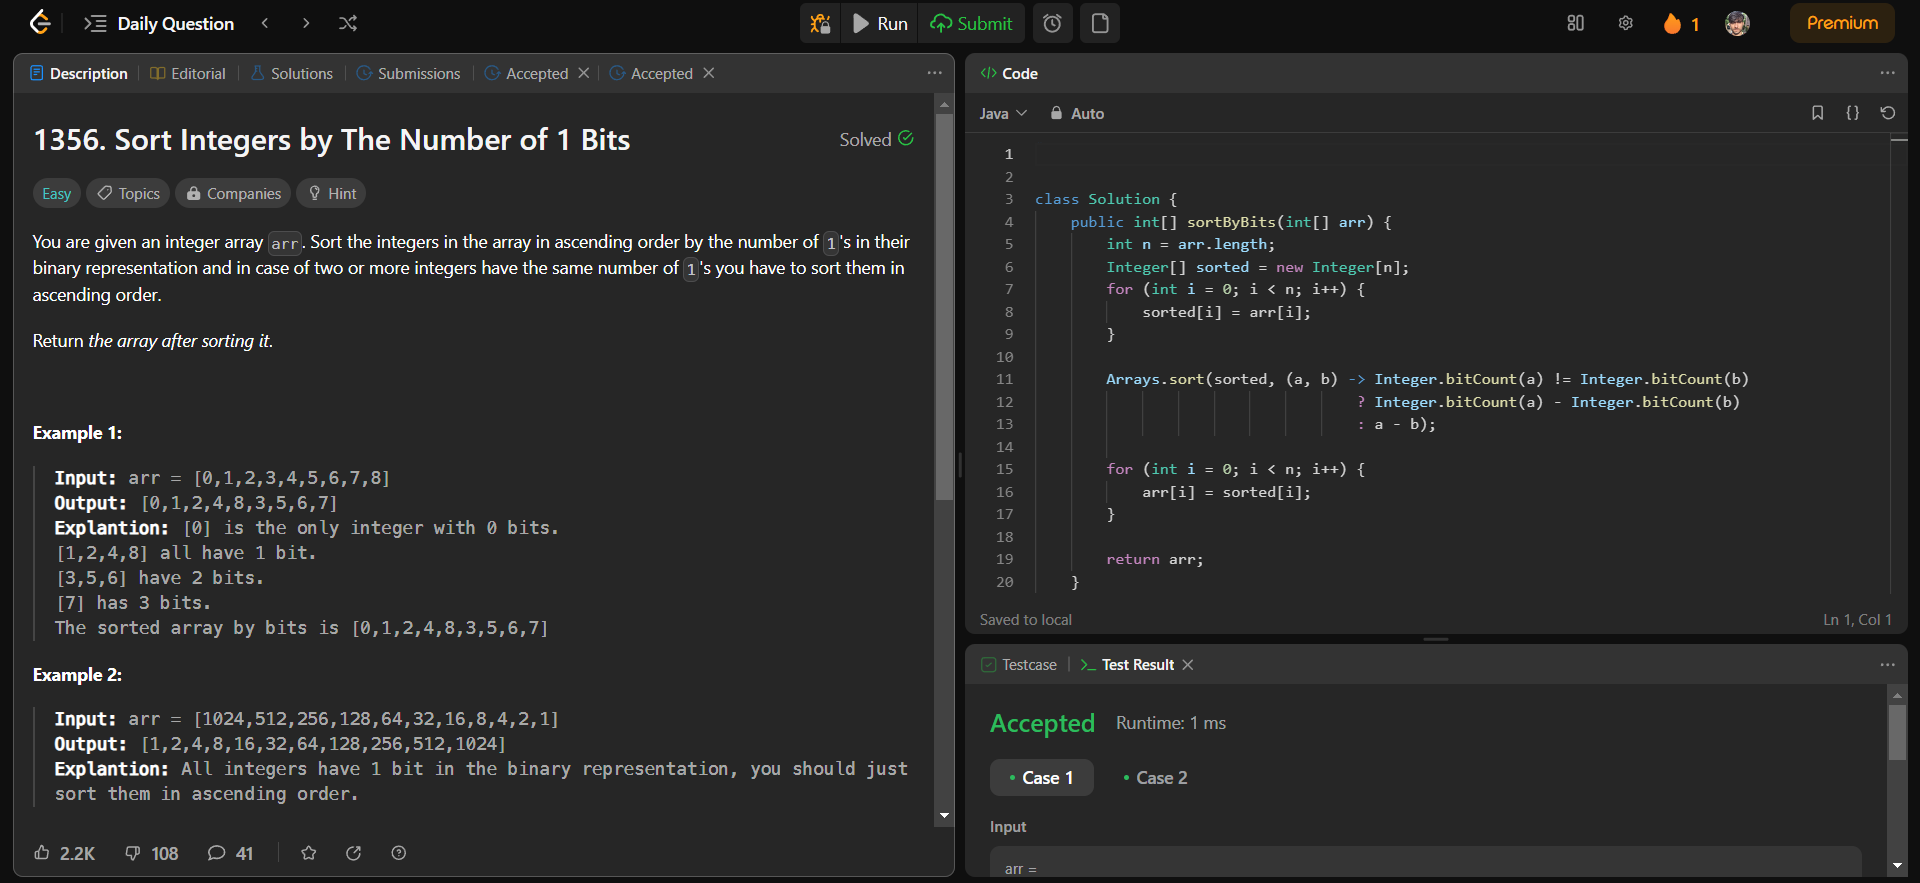 Daily Question
Run
Submit
1
Premium
Description
Editorial
Solutions
Submissions
Accepted
Accepted
1356. Sort Integers by The Number of 1 Bits
Solved
Easy
Topics
Companies
Hint
You are given an integer array arr. Sort the integers in the array in ascending order by the number of 1's in their
binary representation and in case of two or more integers have the same number of 1's you have to sort them in
ascending order.
Return the array after sorting it.
Example 1:
Input: arr = [0,1,2,3,4,5,6,7,8]
Output: [0,1,2,4,8,3,5,6,7]
Explantion: [0] is the only integer with 0 bits.
[1,2,4,8] all have 1 bit.
[3,5,6] have 2 bits.
[7] has 3 bits.
The sorted array by bits is [0,1,2,4,8,3,5,6,7]
Example 2:
Input: arr = [1024,512,256,128,64,32,16,8,4,2,1]
Output: [1,2,4,8,16,32,64,128,256,512,1024]
Explantion: All integers have 1 bit in the binary representation, you should just
sort them in ascending order.
2.2K
108
41
</> Code
Java
Auto
1
2
3 class Solution {
4 public int[] sortByBits(int[] arr) {
5 int n = arr.length;
6 Integer[] sorted = new Integer[n];
7 for (int i = 0; i < n; i++) {
8 sorted[i] = arr[i];
9 }
10
11 Arrays.sort(sorted, (a, b) -> Integer.bitCount(a) != Integer.bitCount(b)
12 ? Integer.bitCount(a) - Integer.bitCount(b)
13 : a - b);
14
15 for (int i = 0; i < n; i++) {
16 arr[i] = sorted[i];
17 }
18
19 return arr;
20 }
Saved to local
Ln 1, Col 1
Testcase
Test Result
Accepted
Runtime: 1 ms
Case 1
Case 2
Input
arr =